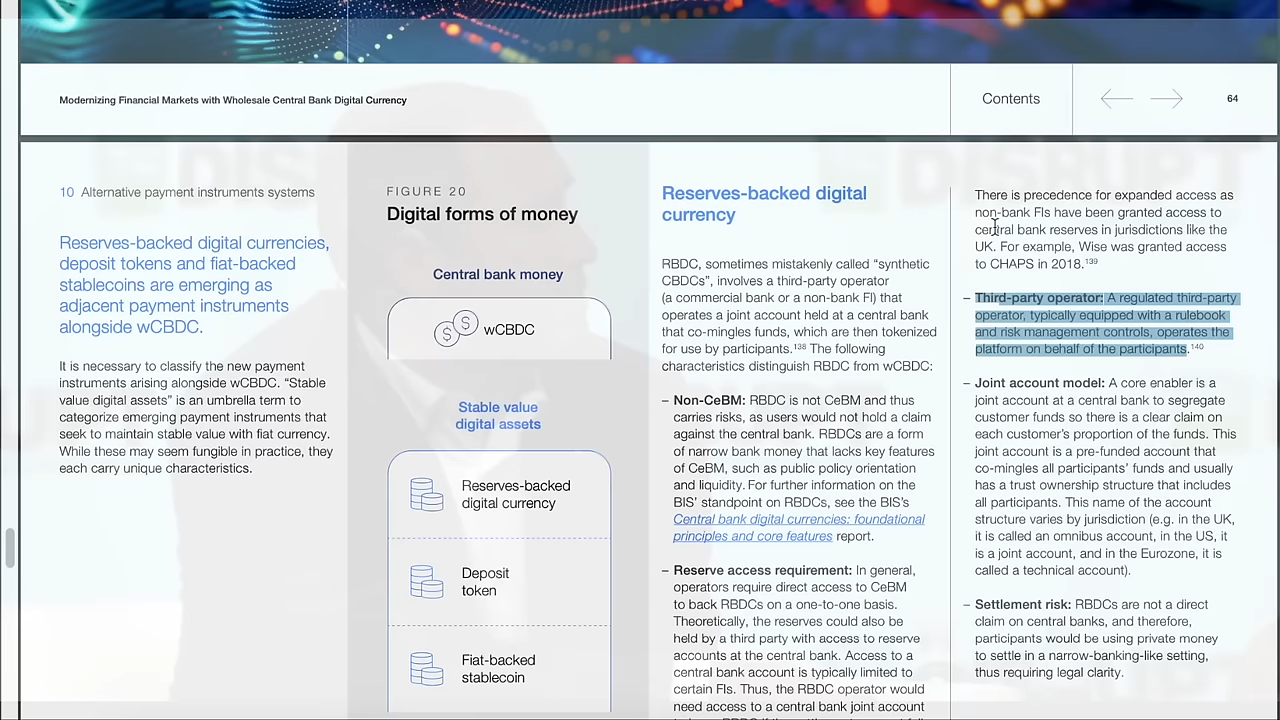 Modernizing Financial Markets with Wholesale Central Bank Digital Currency
Contents
64
10 Alternative payment instruments systems
Reserves-backed digital currencies,
deposit tokens and fiat-backed
stablecoins are emerging as
adjacent payment instruments
alongside wCBDC.
It is necessary to classify the new payment
instruments arising alongside wCBDC. “Stable
value digital assets” is an umbrella term to
categorize emerging payment instruments that
seek to maintain stable value with fiat currency.
While these may seem fungible in practice, they
each carry unique characteristics.
FIGURE 20
Digital forms of money
Central bank money
wCBDC
Stable value
digital assets
Reserves-backed
digital currency
Deposit
token
Fiat-backed
stablecoin
Reserves-backed digital
currency
RBDC, sometimes mistakenly called “synthetic
CBDCs”, involves a third-party operator
(a commercial bank or a non-bank FI) that
operates a joint account held at a central bank
that co-mingles funds, which are then tokenized
for use by participants.138 The following
characteristics distinguish RBDC from wCBDC:
– Non-CeBM: RBDC is not CeBM and thus
carries risks, as users would not hold a claim
against the central bank. RBDCs are a form
of narrow bank money that lacks key features
of CeBM, such as public policy orientation
and liquidity. For further information on the
BIS’ standpoint on RBDCs, see the BIS’s
Central bank digital currencies: foundational
principles and core features report.
– Reserve access requirement: In general,
operators require direct access to CeBM
to back RBDCs on a one-to-one basis.
Theoretically, the reserves could also be
held by a third party with access to reserve
accounts at the central bank. Access to a
central bank account is typically limited to
certain FIs. Thus, the RBDC operator would
need access to a central bank joint account
There is precedence for expanded access as
non-bank FIs have been granted access to
central bank reserves in jurisdictions like the
UK. For example, Wise was granted access
to CHAPS in 2018.139
– Third-party operator: A regulated third-party
operator, typically equipped with a rulebook
and risk management controls, operates the
platform on behalf of the participants.140
– Joint account model: A core enabler is a
joint account at a central bank to segregate
customer funds so there is a clear claim on
each customer’s proportion of the funds. This
joint account is a pre-funded account that
co-mingles all participants’ funds and usually
has a trust ownership structure that includes
all participants. This name of the account
structure varies by jurisdiction (e.g. in the UK,
it is called an omnibus account, in the US, it
is a joint account, and in the Eurozone, it is
called a technical account).
– Settlement risk: RBDCs are not a direct
claim on central banks, and therefore,
participants would be using private money
to settle in a narrow-banking-like setting,
thus requiring legal clarity.
DISRUPT